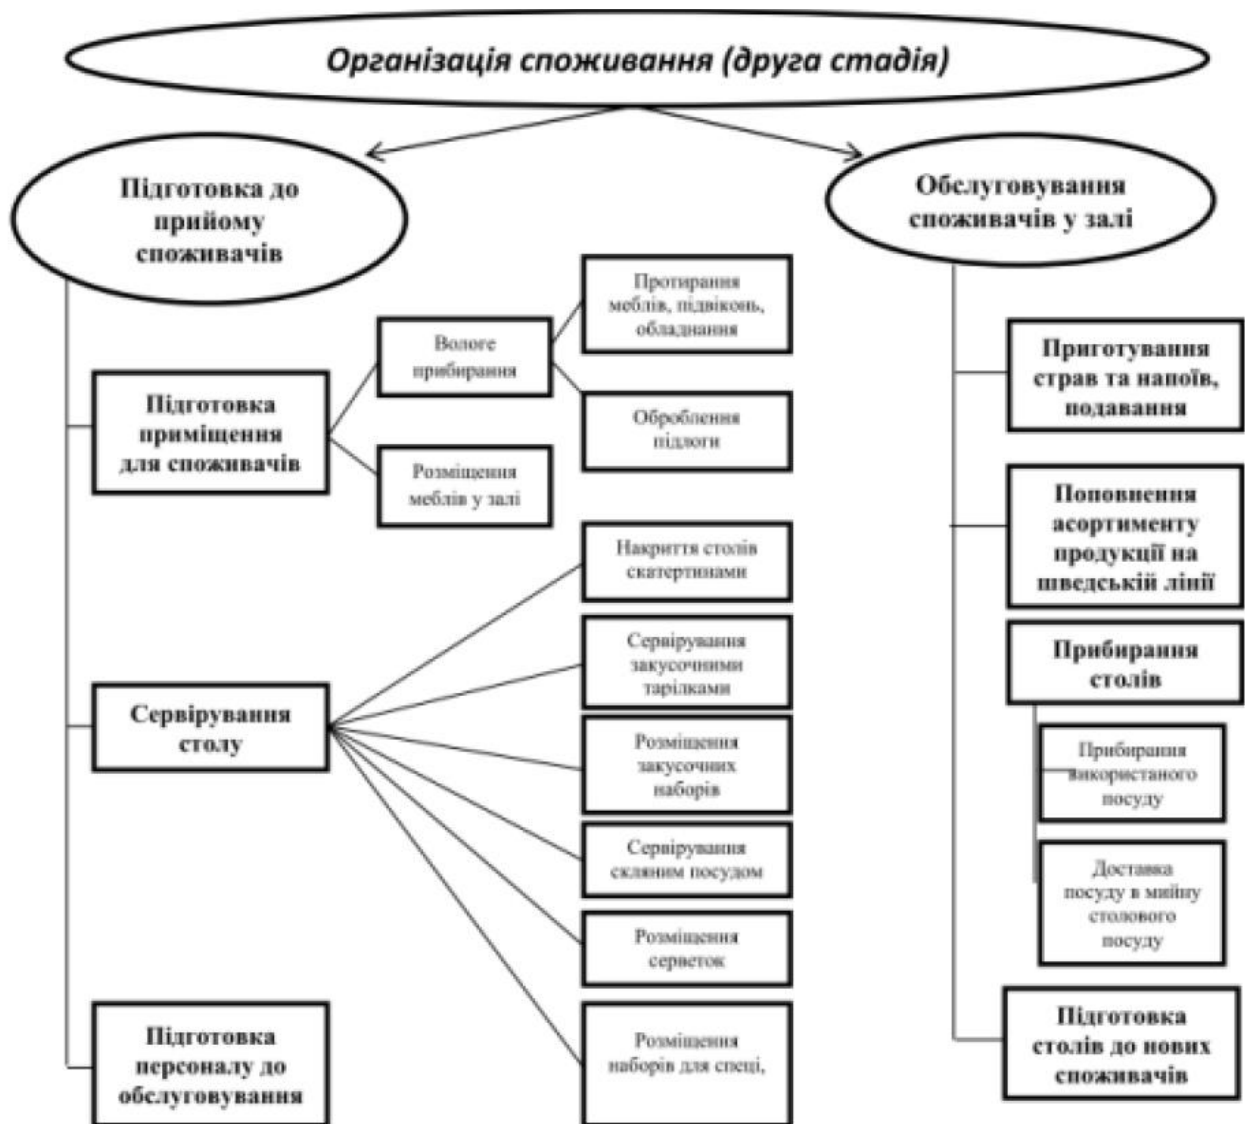 Організація споживання (друга стадія)
Підготовка до
прийому
споживачів
Обслуговування
споживачів у залі
Підготовка
приміщення
для споживачів
Вологе
прибирання
Розміщення
меблів у залі
Протирання
меблів, підвіконь,
обладнання
Оброблення
підлоги
Сервірування
столу
Накриття столів
скатертинами
Сервірування
закусочними
тарілками
Розміщення
закусочних
наборів
Сервірування
скляним посудом
Розміщення
серветок
Розміщення
наборів для спеці,
Підготовка
персоналу до
обслуговування
Приготування
страв та напоїв,
подавання
Поповнення
асортименту
продукції на
шведській лінії
Прибирання
столів
Прибирання
використаного
посуду
Доставка
посуду в мийну
столового
посуду
Підготовка
столів до нових
споживачів